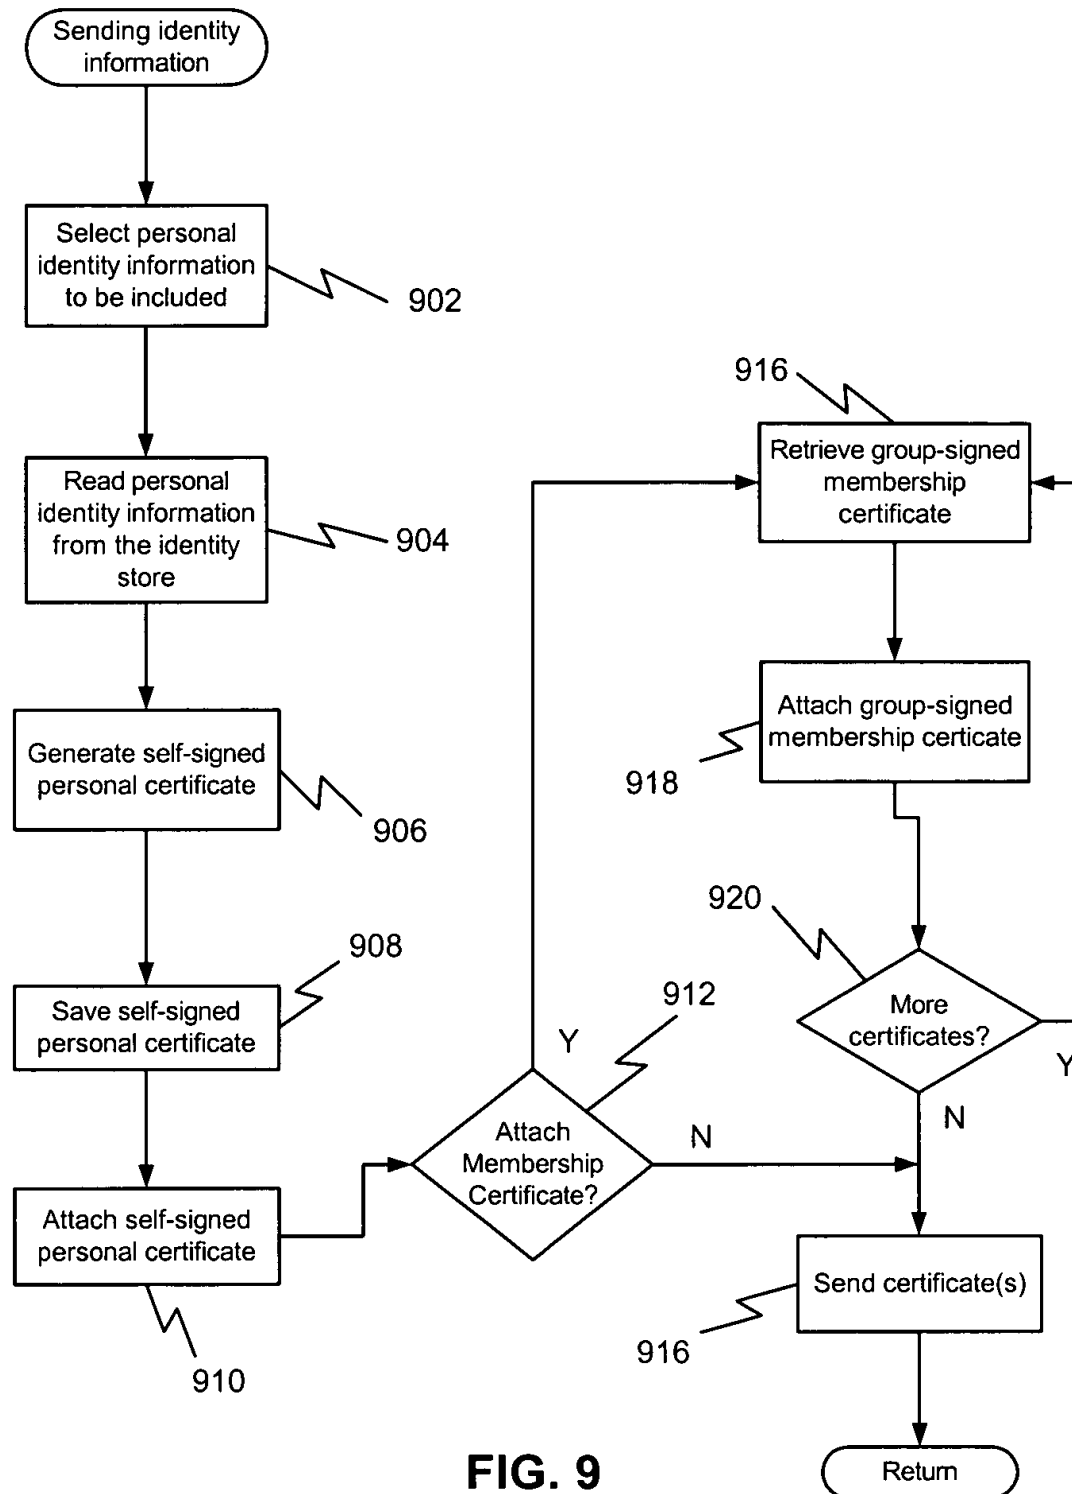 Sending identity
information
Select personal
identity information
to be included
902
Read personal
identity information
from the identity
store
904
Generate self-signed
personal certificate
906
Save self-signed
personal certificate
908
Attach self-signed
personal certificate
910
Attach
Membership
Certificate?
912
Y
N
916
Retrieve group-signed
membership
certificate
Attach group-signed
membership certicate
918
920
More
certificates?
Y
N
Send certificate(s)
916
Return
FIG. 9